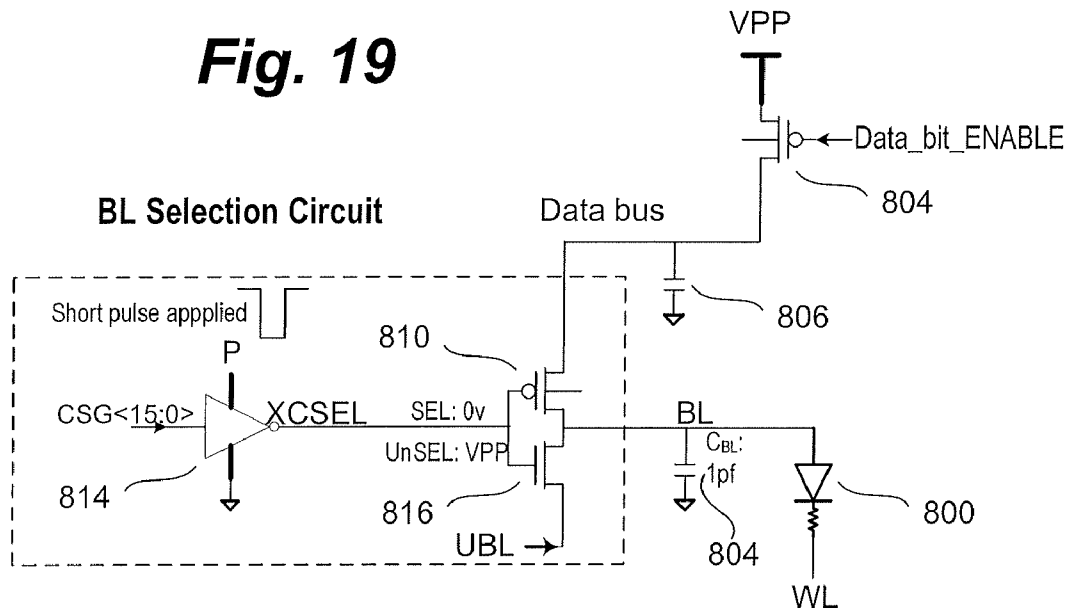 Fig. 19
VPP
Data_bit_ENABLE
804
BL Selection Circuit
Data bus
806
Short pulse appplied
810
P
CSG<15:0>
XCSEL
SEL: 0v
UnSEL: VPP
BL
CBL:
1pf
814
816
804
800
UBL
WL